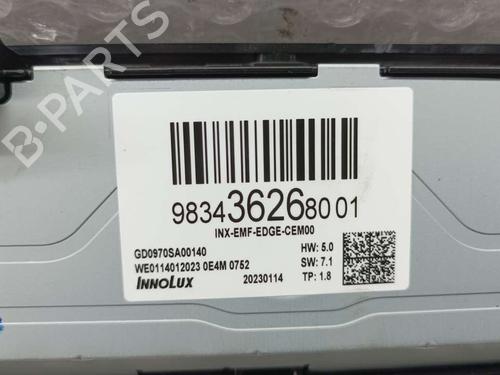 9834362680 01
INX-EMF-EDGE-CEM00
GD0970SA00140 HW: 5.0
WE0114012023 0E4M 0752 SW: 7.1
INNOLUX 20230114 TP: 1.8
B-PARTS